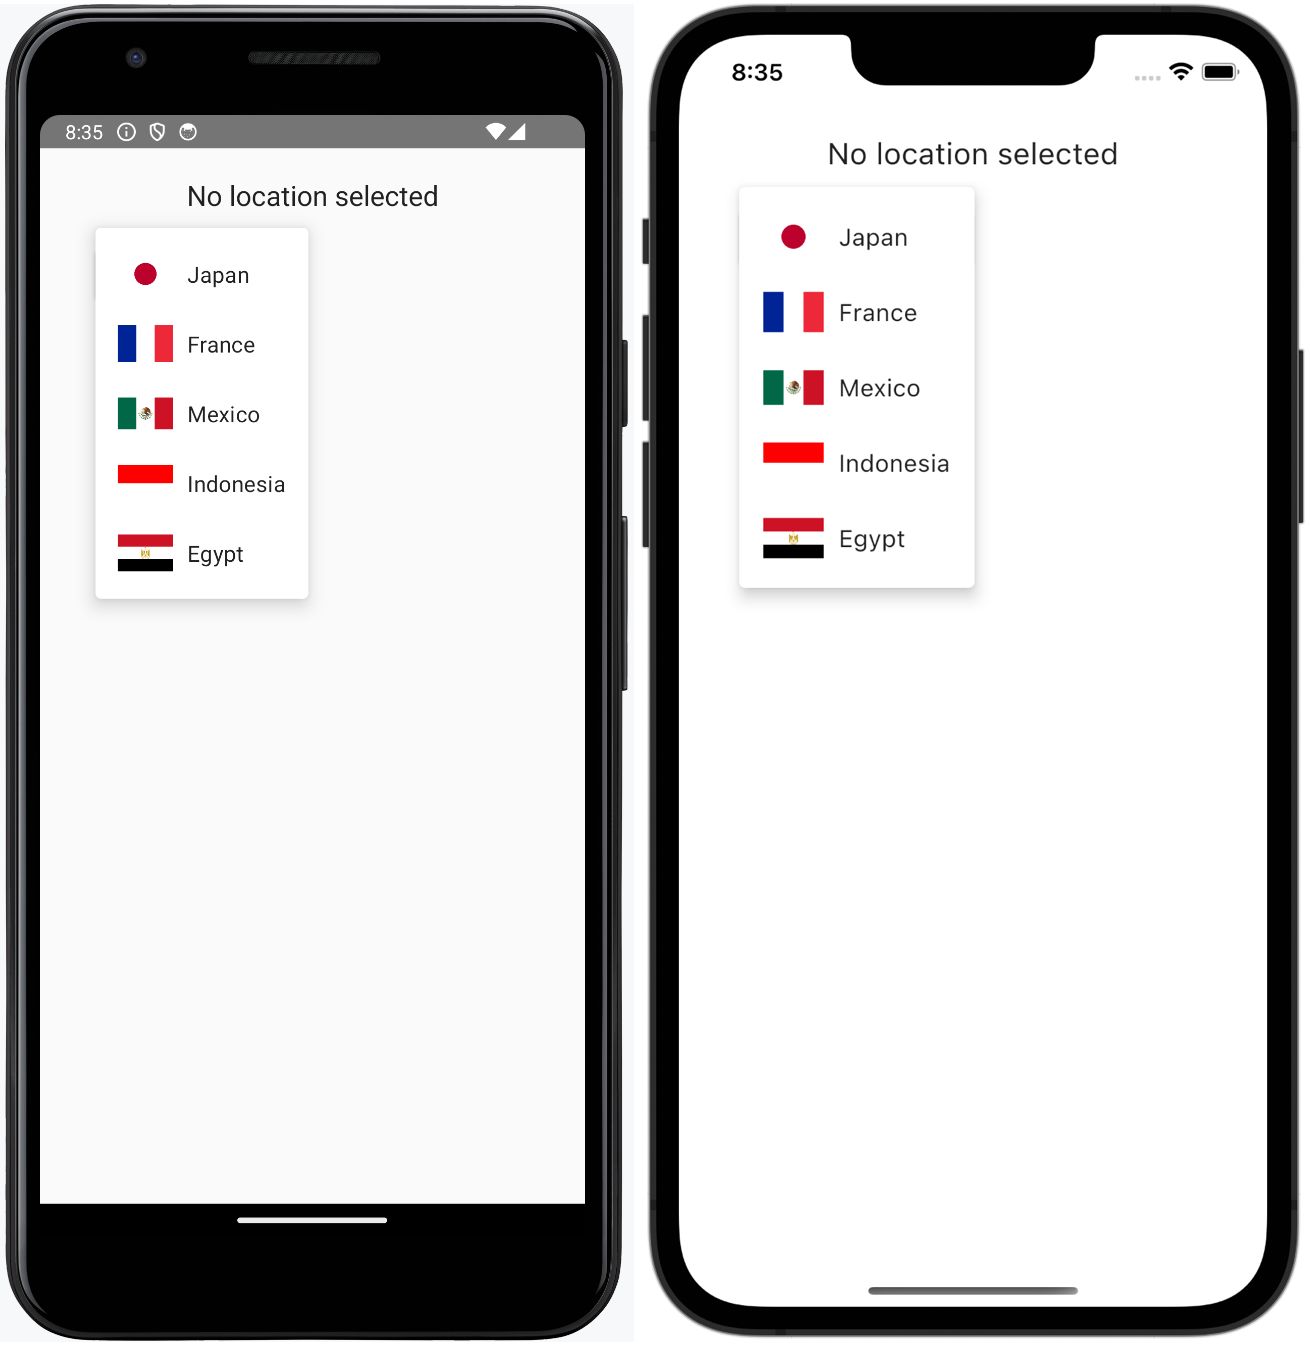 8:35
No location selected
Japan
France
Mexico
Indonesia
Egypt
8:35
No location selected
Japan
France
Mexico
Indonesia
Egypt